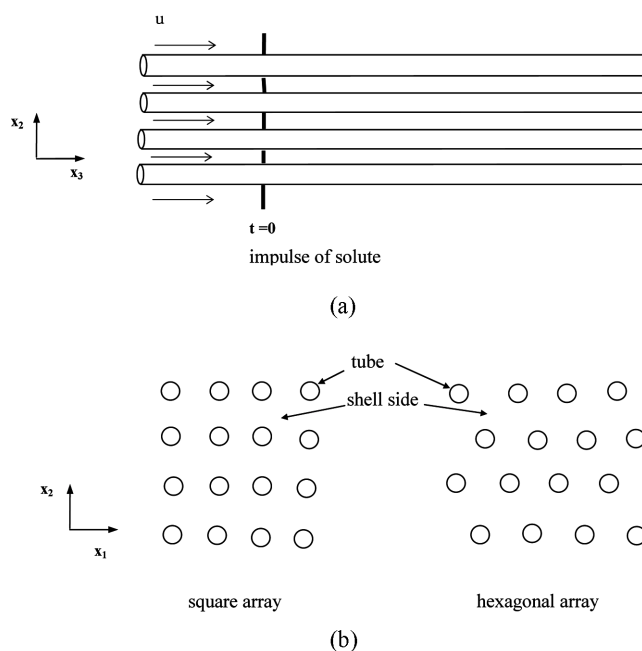 u
x2
x3
t =0
impulse of solute
(a)
tube
shell side
x2
x1
square array
hexagonal array
(b)